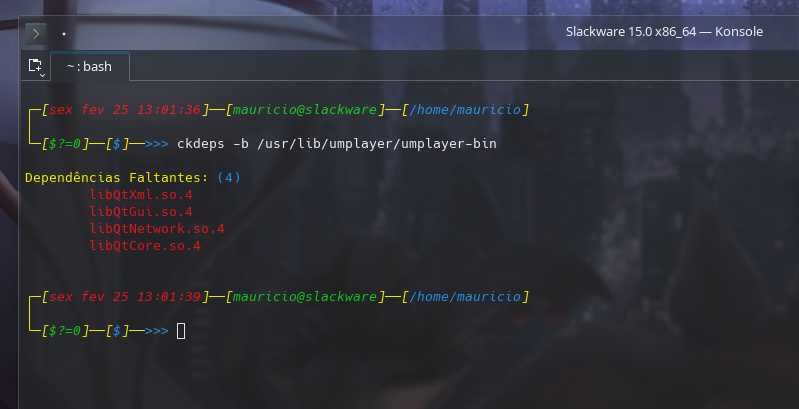 Slackware 15.0 x86_64 — Konsole
~ : bash
[sex fev 25 13:01:36]—[mauricio@slackware]—[/home/mauricio]
[$?=0]—[$]—>>> ckdeps -b /usr/lib/umplayer/umplayer-bin
Dependências Faltantes: (4)
libQtXml.so.4
libQtGui.so.4
libQtNetwork.so.4
libQtCore.so.4
[sex fev 25 13:01:39]—[mauricio@slackware]—[/home/mauricio]
[$?=0]—[$]—>>>